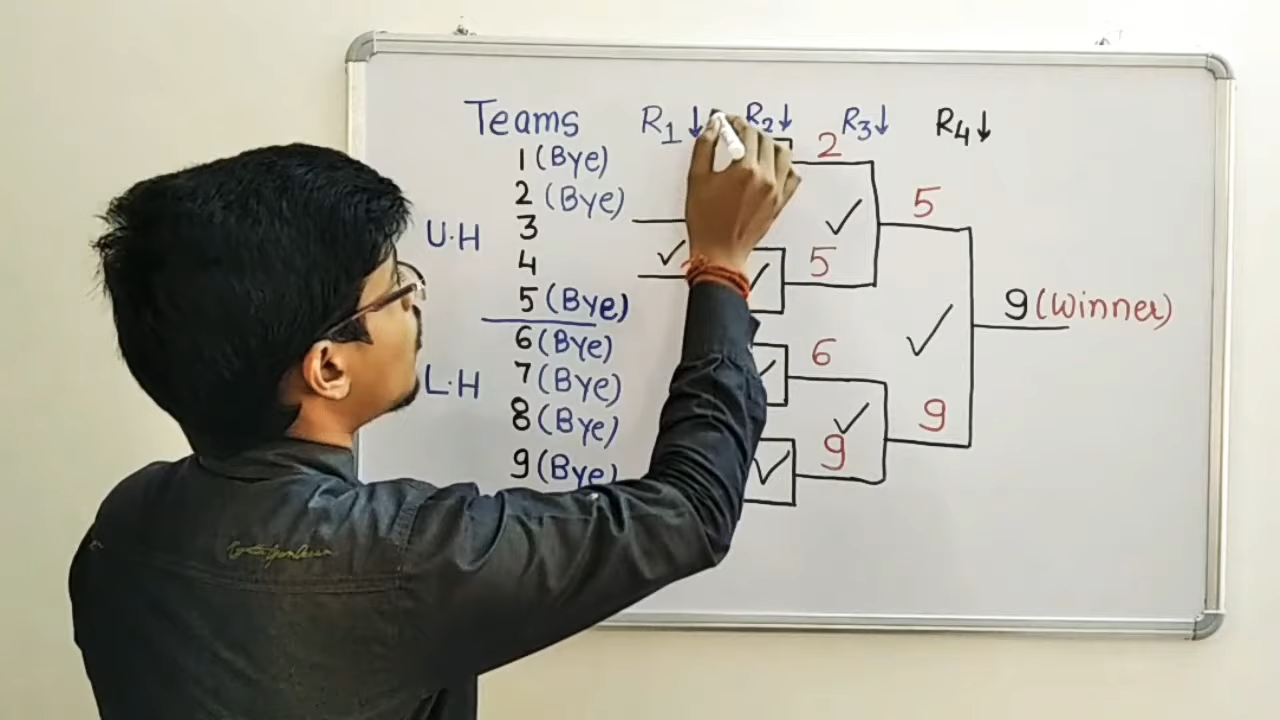 Teams R1↓ R2↓ R3↓ R4↓
1 (Bye)
2 (Bye)
U.H 3
4
5 (Bye)
6 (Bye)
L.H 7 (Bye)
8 (Bye)
9 (Bye)
2
5
6
9
5
9
9 (Winner)